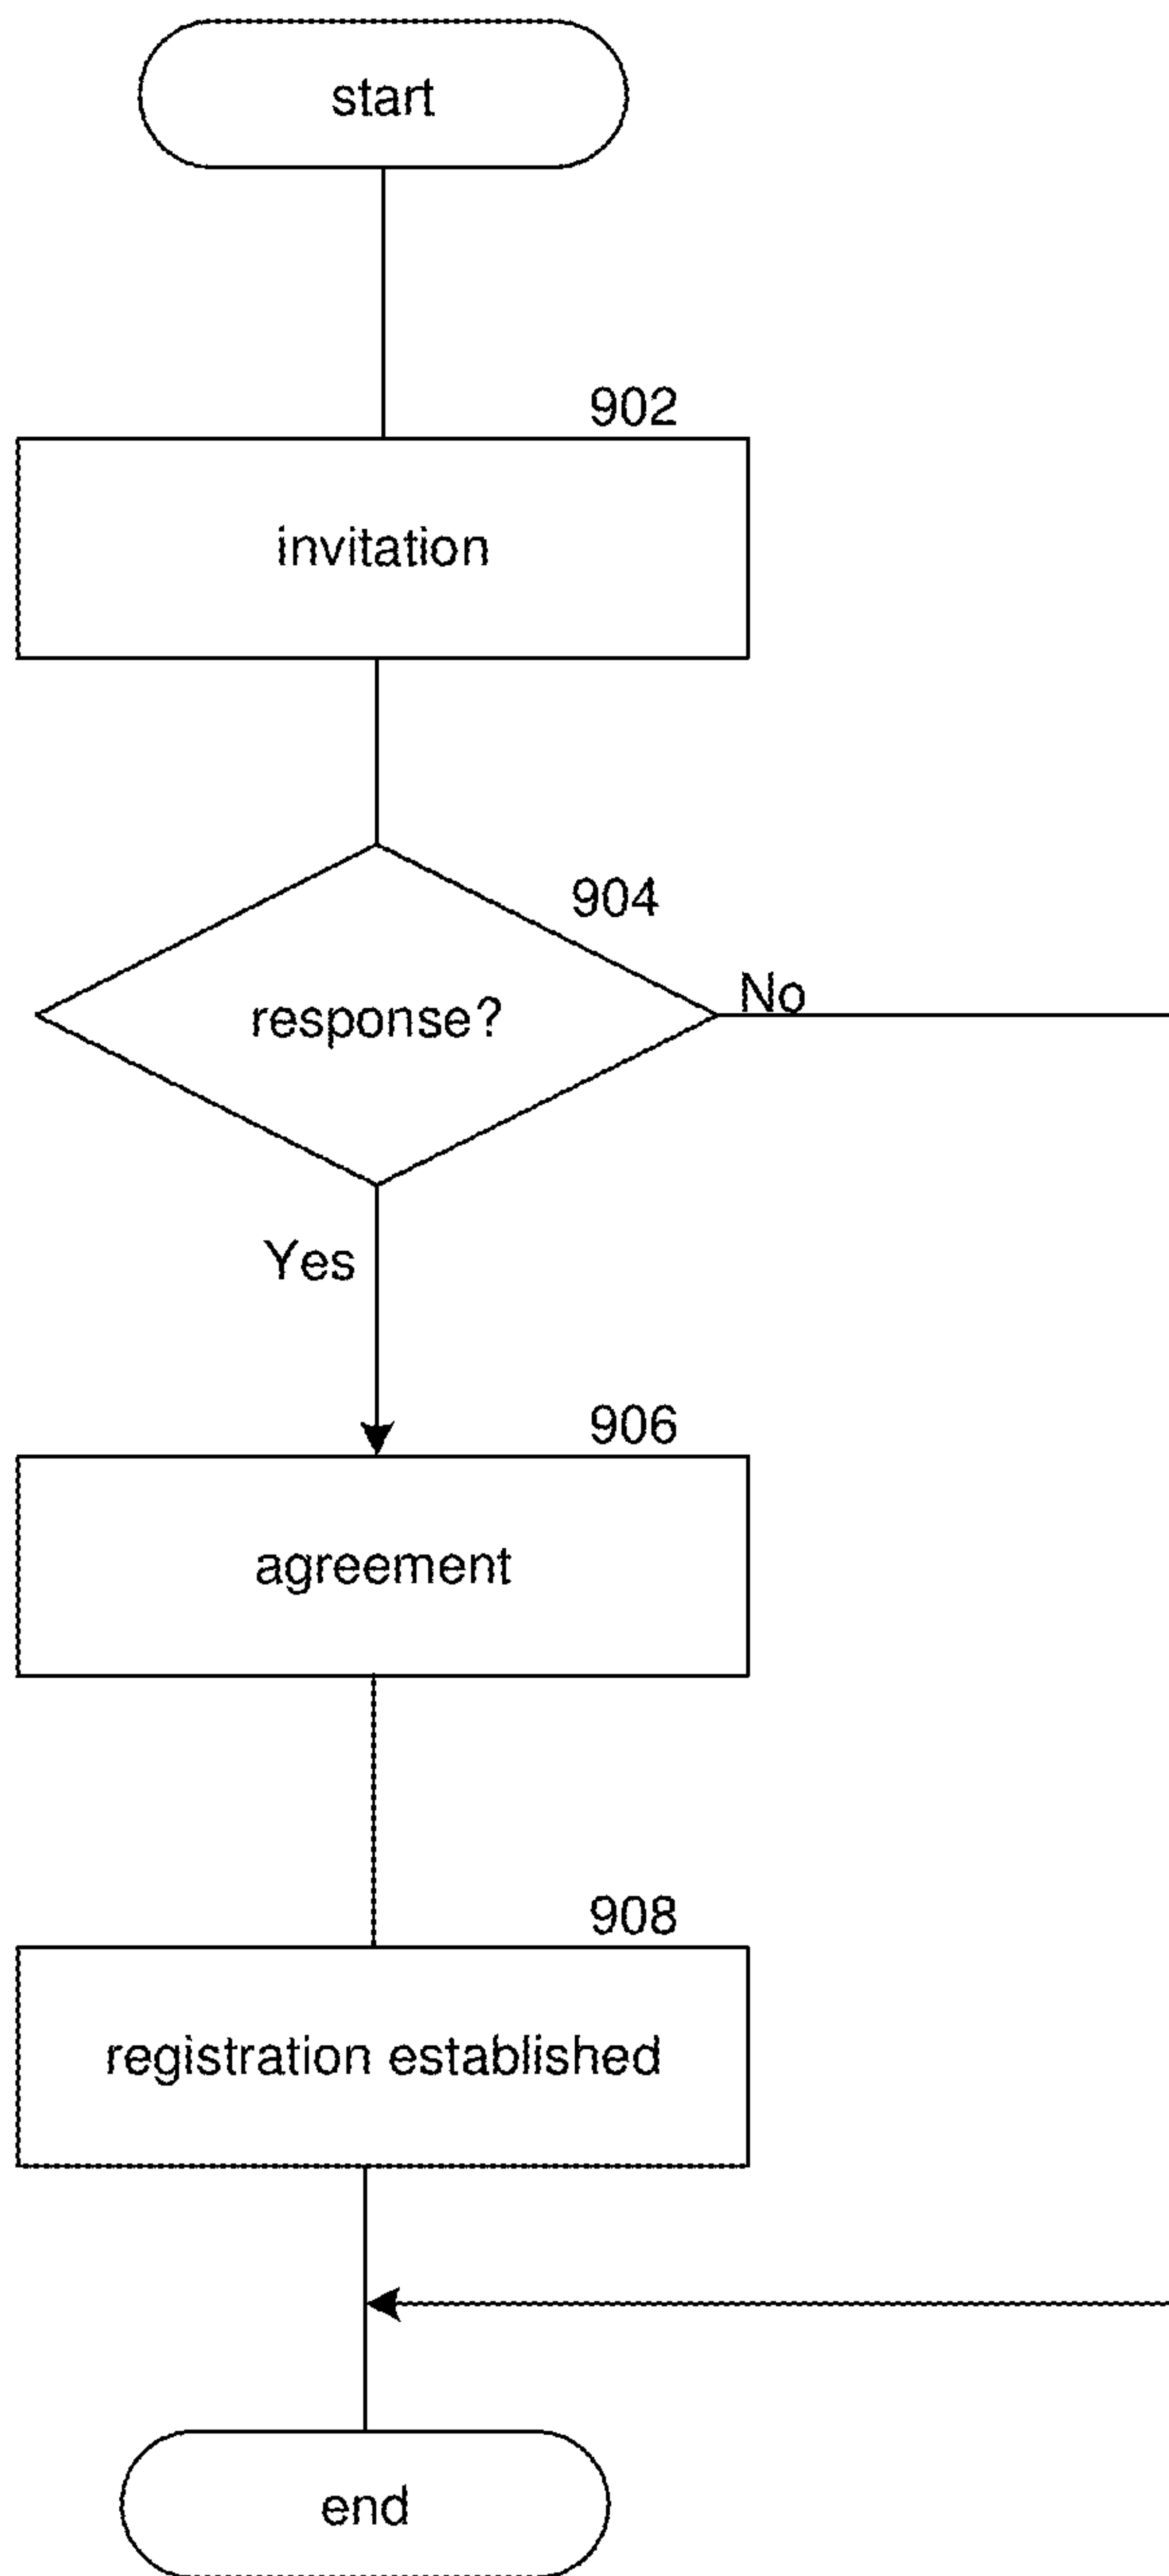 start
902
invitation
904
No
response?
Yes
906
agreement
908
registration established
end